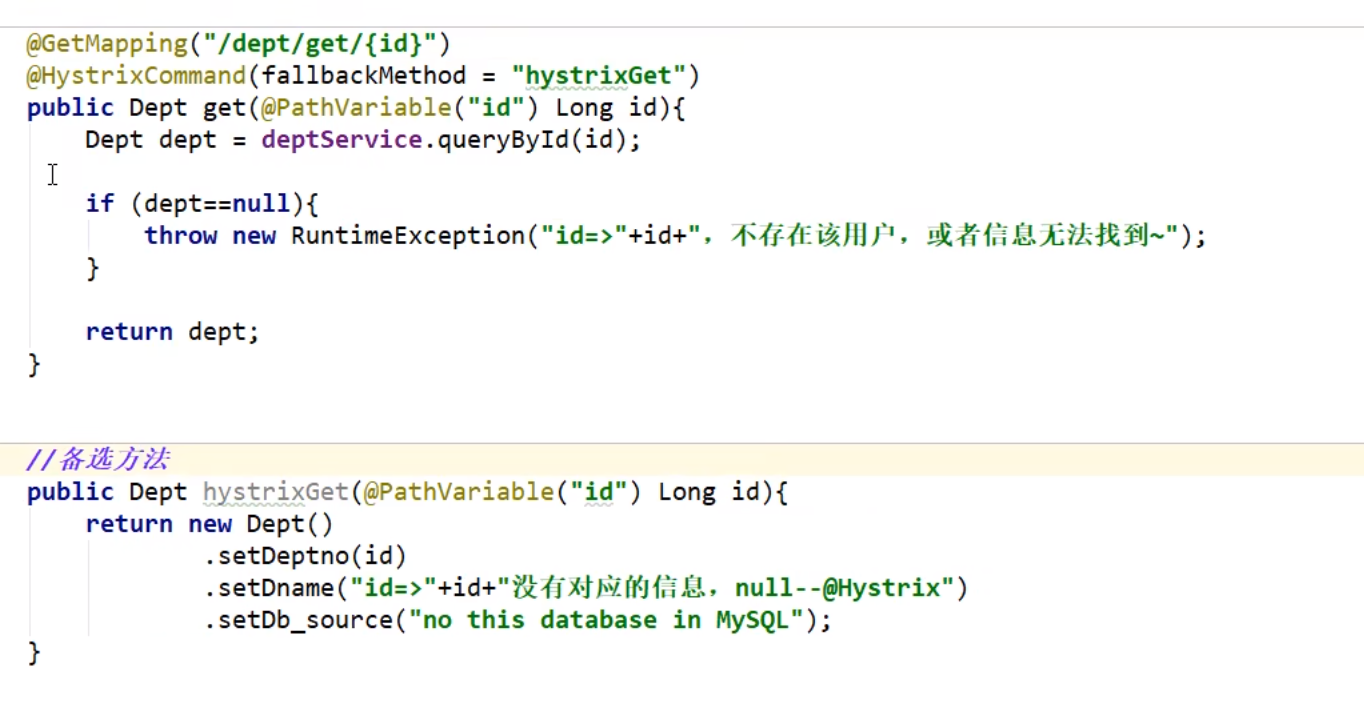 @GetMapping("/dept/get/{id}")
@HystrixCommand(fallbackMethod = "hystrixGet")
public Dept get(@PathVariable("id") Long id){
    Dept dept = deptService.queryById(id);
    if (dept==null){
        throw new RuntimeException("id=>"+id+"，不存在该用户，或者信息无法找到~");
    }
    return dept;
}
//备选方法
public Dept hystrixGet(@PathVariable("id") Long id){
    return new Dept()
            .setDeptno(id)
            .setDname("id=>"+id+"没有对应的信息，null--@Hystrix")
            .setDb_source("no this database in MySQL");
}